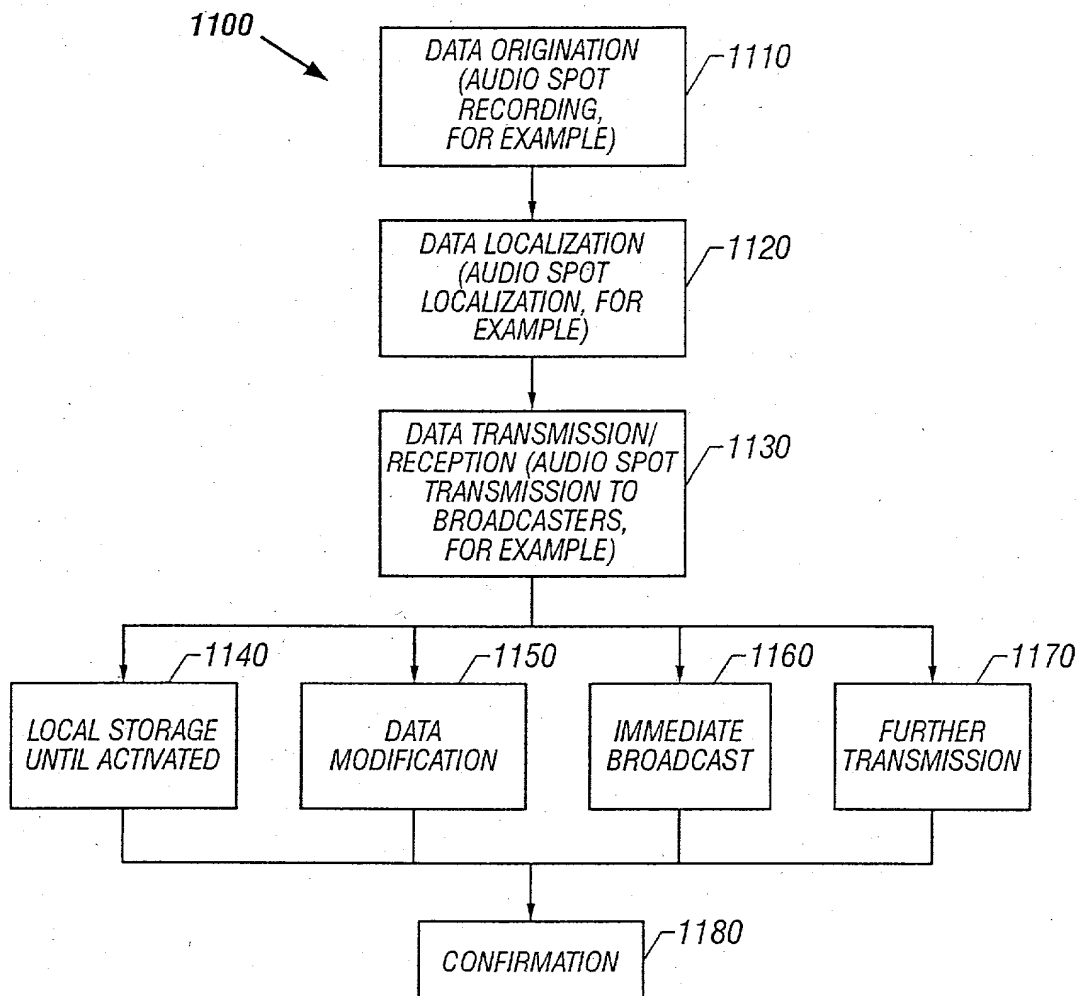 1100
DATA ORIGINATION
(AUDIO SPOT
RECORDING,
FOR EXAMPLE)
1110
DATA LOCALIZATION
(AUDIO SPOT
LOCALIZATION, FOR
EXAMPLE)
1120
DATA TRANSMISSION/
RECEPTION (AUDIO SPOT
TRANSMISSION TO
BROADCASTERS,
FOR EXAMPLE)
1130
1140
LOCAL STORAGE
UNTIL ACTIVATED
1150
DATA
MODIFICATION
1160
IMMEDIATE
BROADCAST
1170
FURTHER
TRANSMISSION
1180
CONFIRMATION